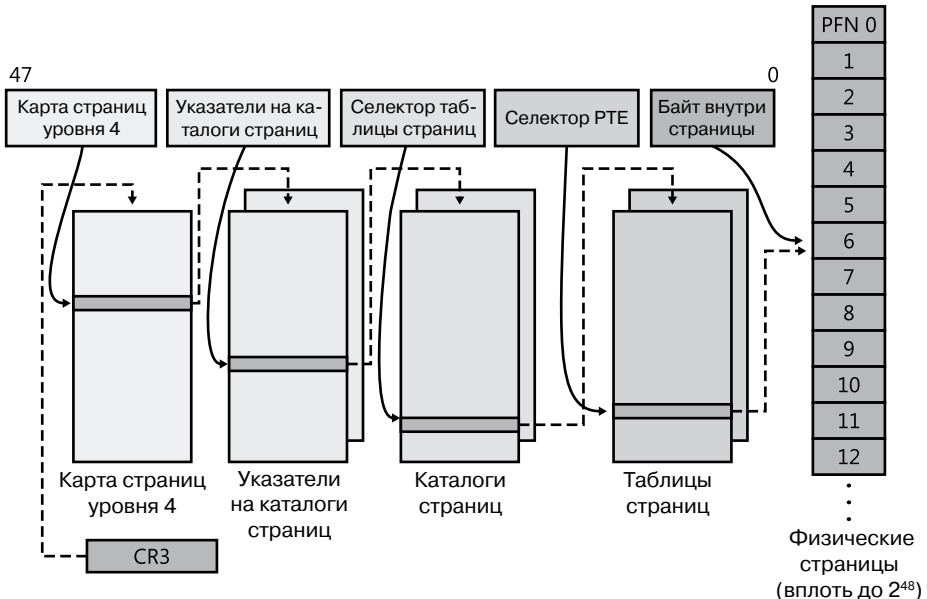 47
0
Карта страниц
уровня 4
Указатели на ка-
талоги страниц
Селектор таб-
лицы страниц
Селектор PTE
Байт внутри
страницы
PFN 0
1
2
3
4
5
6
7
8
9
10
11
12
Карта страниц
уровня 4
Указатели
на каталоги
страниц
Каталоги
страниц
Таблицы
страниц
CR3
Физические
страницы
(вплоть до 2⁴⁸)